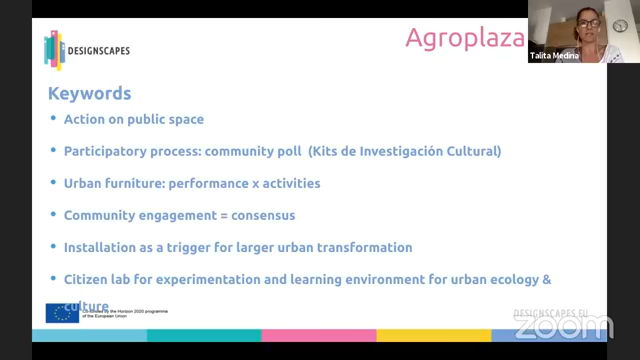 Agroplaza
Talita Medina
DESIGNSCAPES
Keywords
• Action on public space
• Participatory process: community poll (Kits de Investigación Cultural)
• Urban furniture: performance x activities
• Community engagement = consensus
• Installation as a trigger for larger urban transformation
• Citizen lab for experimentation and learning environment for urban ecology &
culture
Co-funded by the Horizon 2020 programme
of the European Union
DESIGNSCAPES.EU
zoom